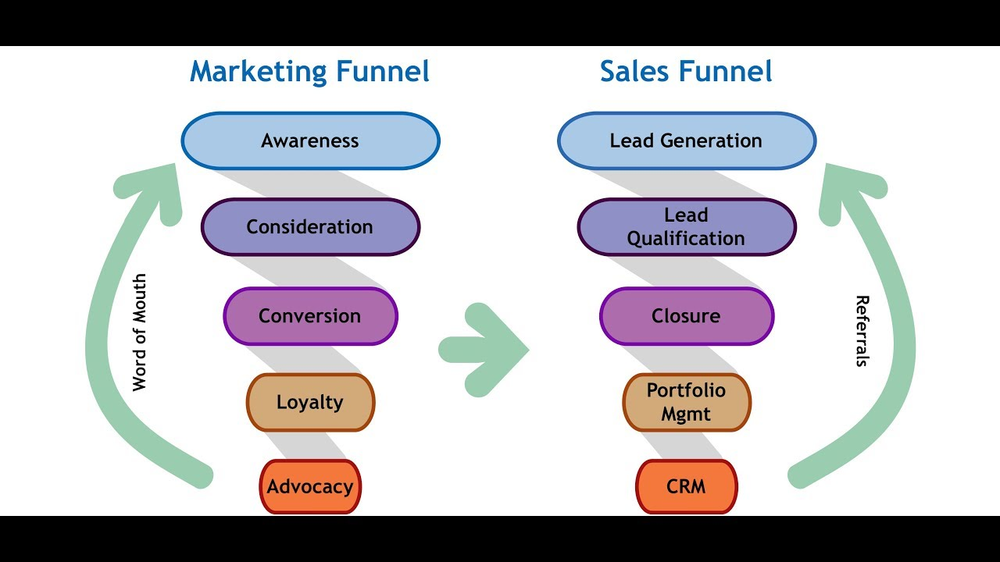 Marketing Funnel
Awareness
Consideration
Conversion
Loyalty
Advocacy
Word of Mouth
Sales Funnel
Lead Generation
Lead
Qualification
Closure
Portfolio
Mgmt
CRM
Referrals